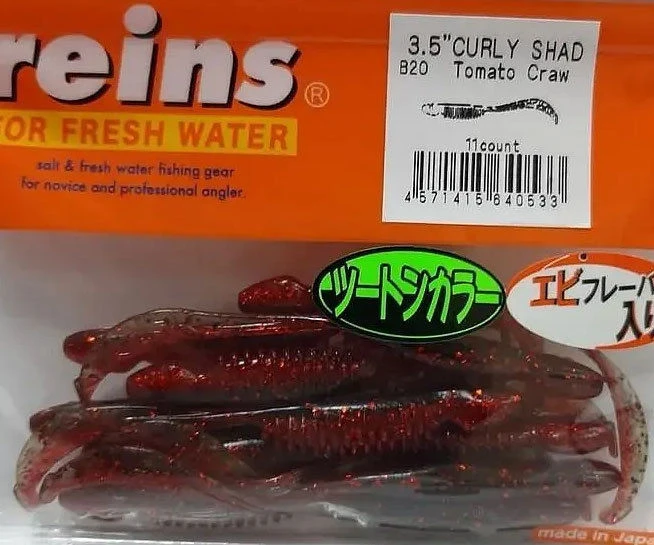 reins®
FOR FRESH WATER
salt & fresh water fishing gear
for novice and professional angler.
3.5"CURLY SHAD
B20 Tomato Craw
11count
4 571415 640533
ツートンカラー
エビフレーバ
入り
made in Japa